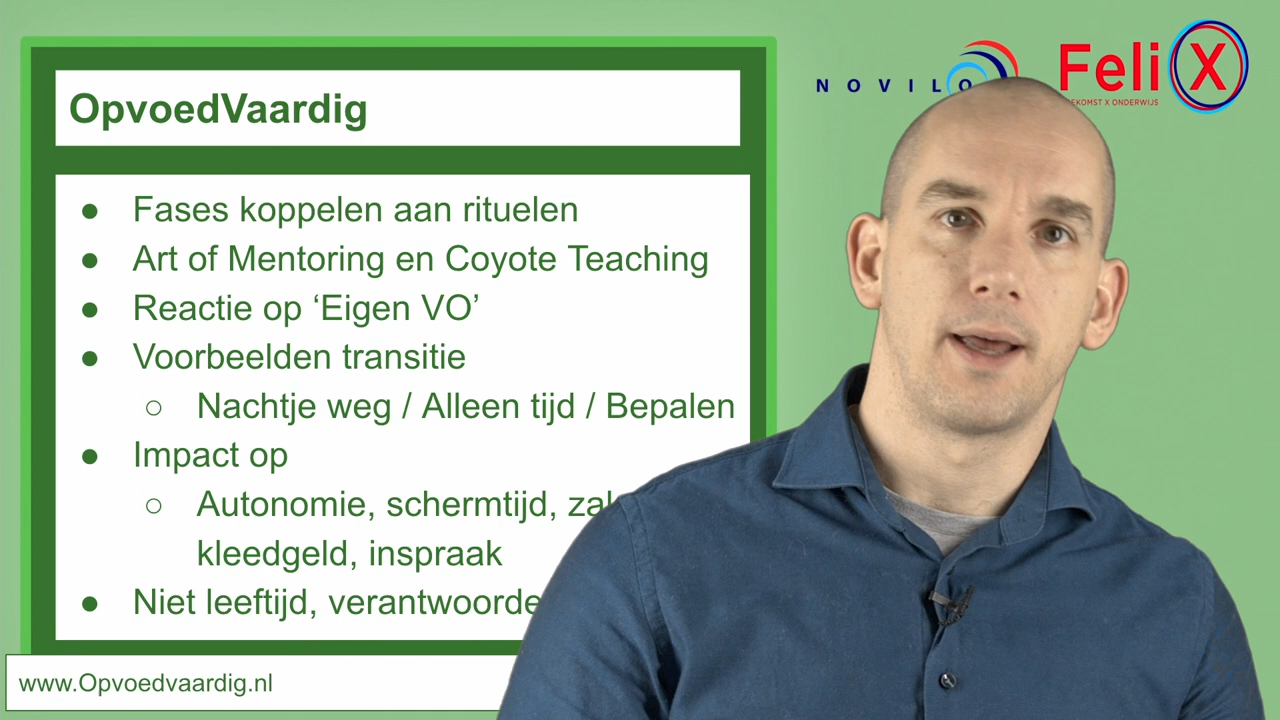 OpvoedVaardig
● Fases koppelen aan rituelen
● Art of Mentoring en Coyote Teaching
● Reactie op ‘Eigen VO’
● Voorbeelden transitie
○ Nachtje weg / Alleen tijd / Bepalen
● Impact op
○ Autonomie, schermtijd,
kleedgeld, inspraak
● Niet leeftijd,
www.Opvoedvaardig.nl
NOVILO
FeliX
X ONDERWIJS